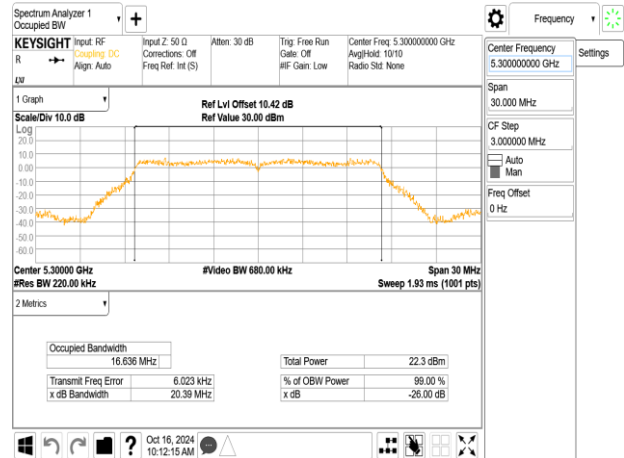 Spectrum Analyzer 1
Occupied BW
Frequency
KEYSIGHT
R
LXI
Input: RF
Coupling: DC
Align: Auto
Input Z: 50 Ω
Corrections: Off
Freq Ref: Int (S)
Atten: 30 dB
Trig: Free Run
Gate: Off
#IF Gain: Low
Center Freq: 5.300000000 GHz
Avg|Hold: 10/10
Radio Std: None
Center Frequency
5.300000000 GHz
Settings
Span
30.000 MHz
CF Step
3.000000 MHz
Auto
Man
Freq Offset
0 Hz
1 Graph
Scale/Div 10.0 dB
Ref Lvl Offset 10.42 dB
Ref Value 30.00 dBm
Log
20.0
10.0
0.00
-10.0
-20.0
-30.0
-40.0
-50.0
-60.0
Center 5.30000 GHz
#Res BW 220.00 kHz
#Video BW 680.00 kHz
Span 30 MHz
Sweep 1.93 ms (1001 pts)
2 Metrics
Occupied Bandwidth
16.636 MHz
Transmit Freq Error 6.023 kHz
x dB Bandwidth 20.39 MHz
Total Power 22.3 dBm
% of OBW Power 99.00 %
x dB -26.00 dB
?
Oct 16, 2024
10:12:15 AM